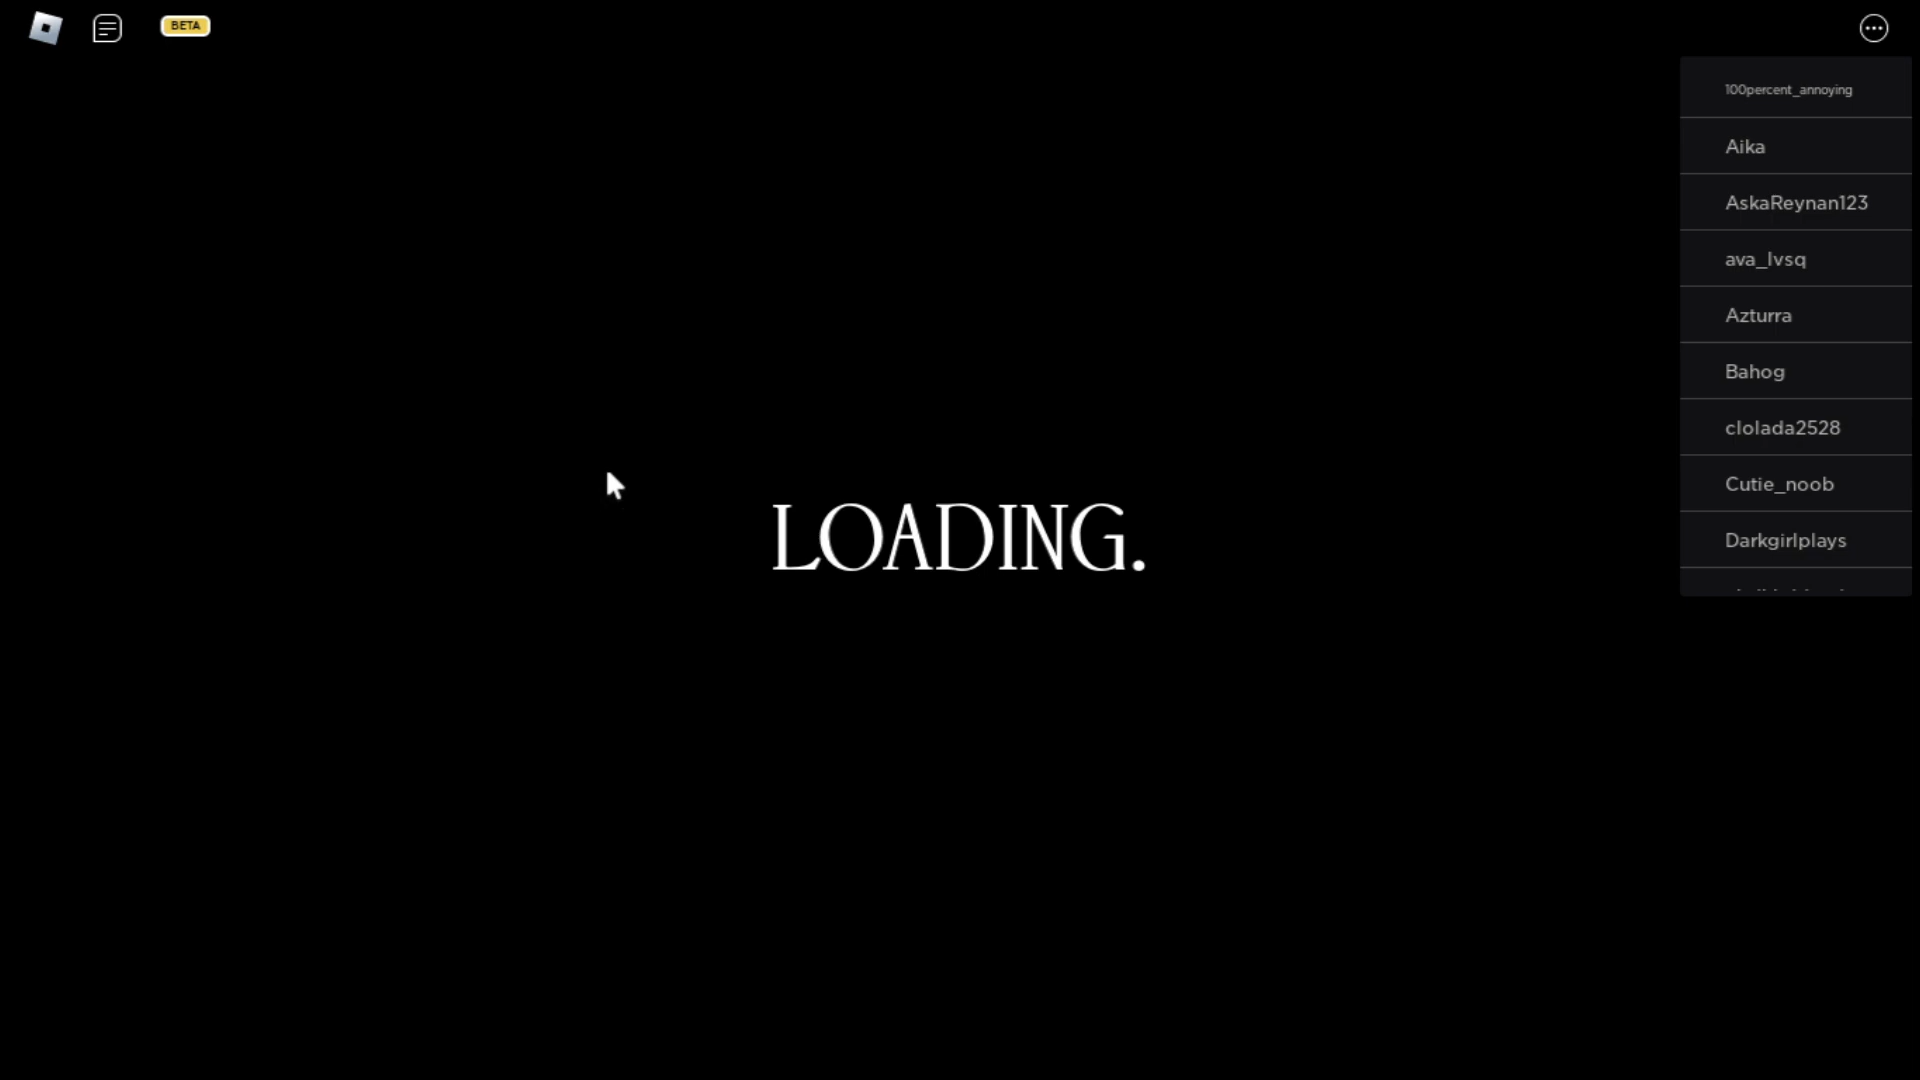 BETA
100percent_annoying
Aika
AskaReynan123
ava_lvsq
Azturra
Bahog
clolada2528
Cutie_noob
Darkgirlplays
LOADING.